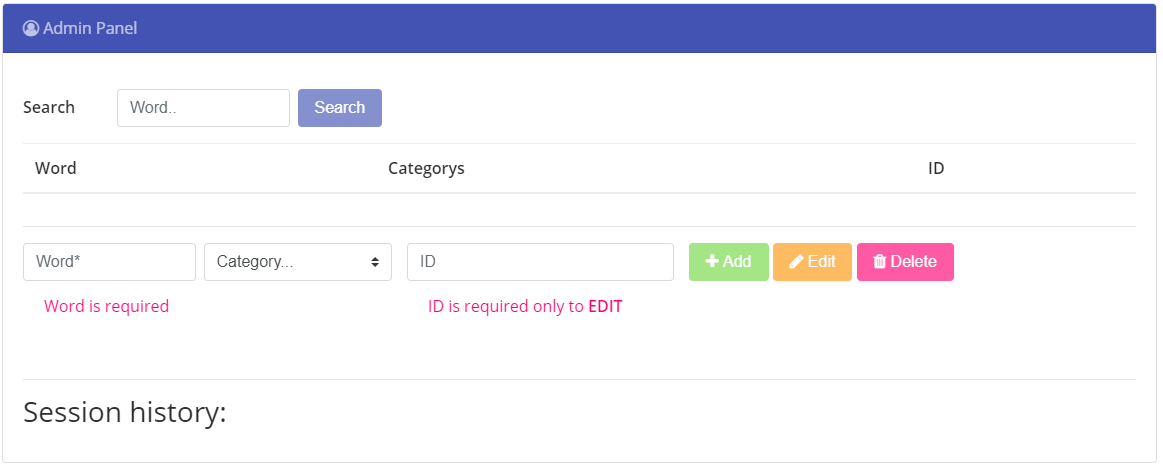 Admin Panel
Search Word.. Search
Word Categorys ID
Word* Category... ID Add Edit Delete
Word is required ID is required only to EDIT
Session history: